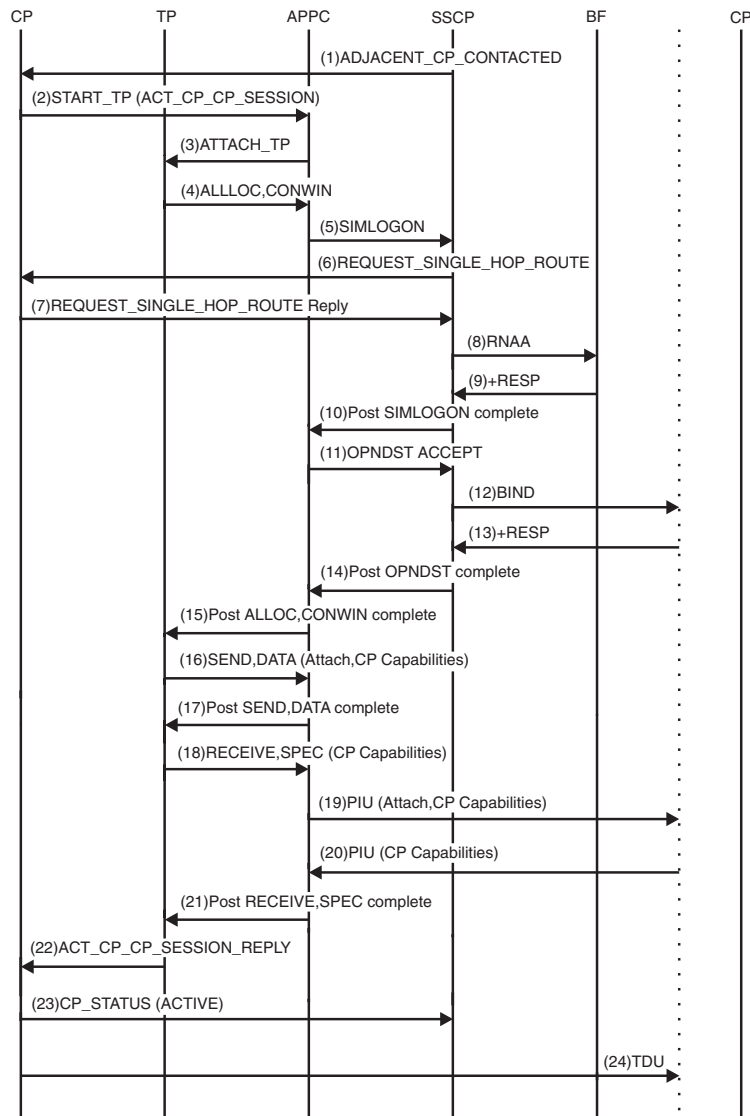 CP TP APPC SSCP BF CP
(1)ADJACENT_CP_CONTACTED
(2)START_TP (ACT_CP_CP_SESSION)
(3)ATTACH_TP
(4)ALLLOC,CONWIN
(5)SIMLOGON
(6)REQUEST_SINGLE_HOP_ROUTE
(7)REQUEST_SINGLE_HOP_ROUTE Reply
(8)RNAA
(9)+RESP
(10)Post SIMLOGON complete
(11)OPNDST ACCEPT
(12)BIND
(13)+RESP
(14)Post OPNDST complete
(15)Post ALLOC,CONWIN complete
(16)SEND,DATA (Attach,CP Capabilities)
(17)Post SEND,DATA complete
(18)RECEIVE,SPEC (CP Capabilities)
(19)PIU (Attach,CP Capabilities)
(20)PIU (CP Capabilities)
(21)Post RECEIVE,SPEC complete
(22)ACT_CP_CP_SESSION_REPLY
(23)CP_STATUS (ACTIVE)
(24)TDU